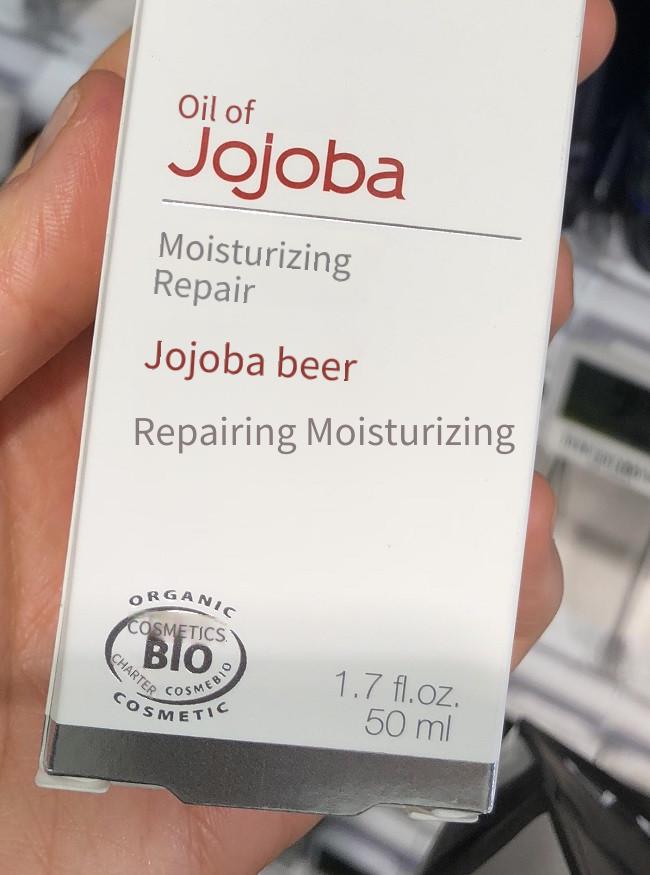 Oil of
Jojoba
Moisturizing
Repair
Jojoba beer
Repairing Moisturizing
ORGANIC
COSMETICS
BIO
CHARTER COSMEBIO
COSMETIC
1.7 fl.oz.
50 ml